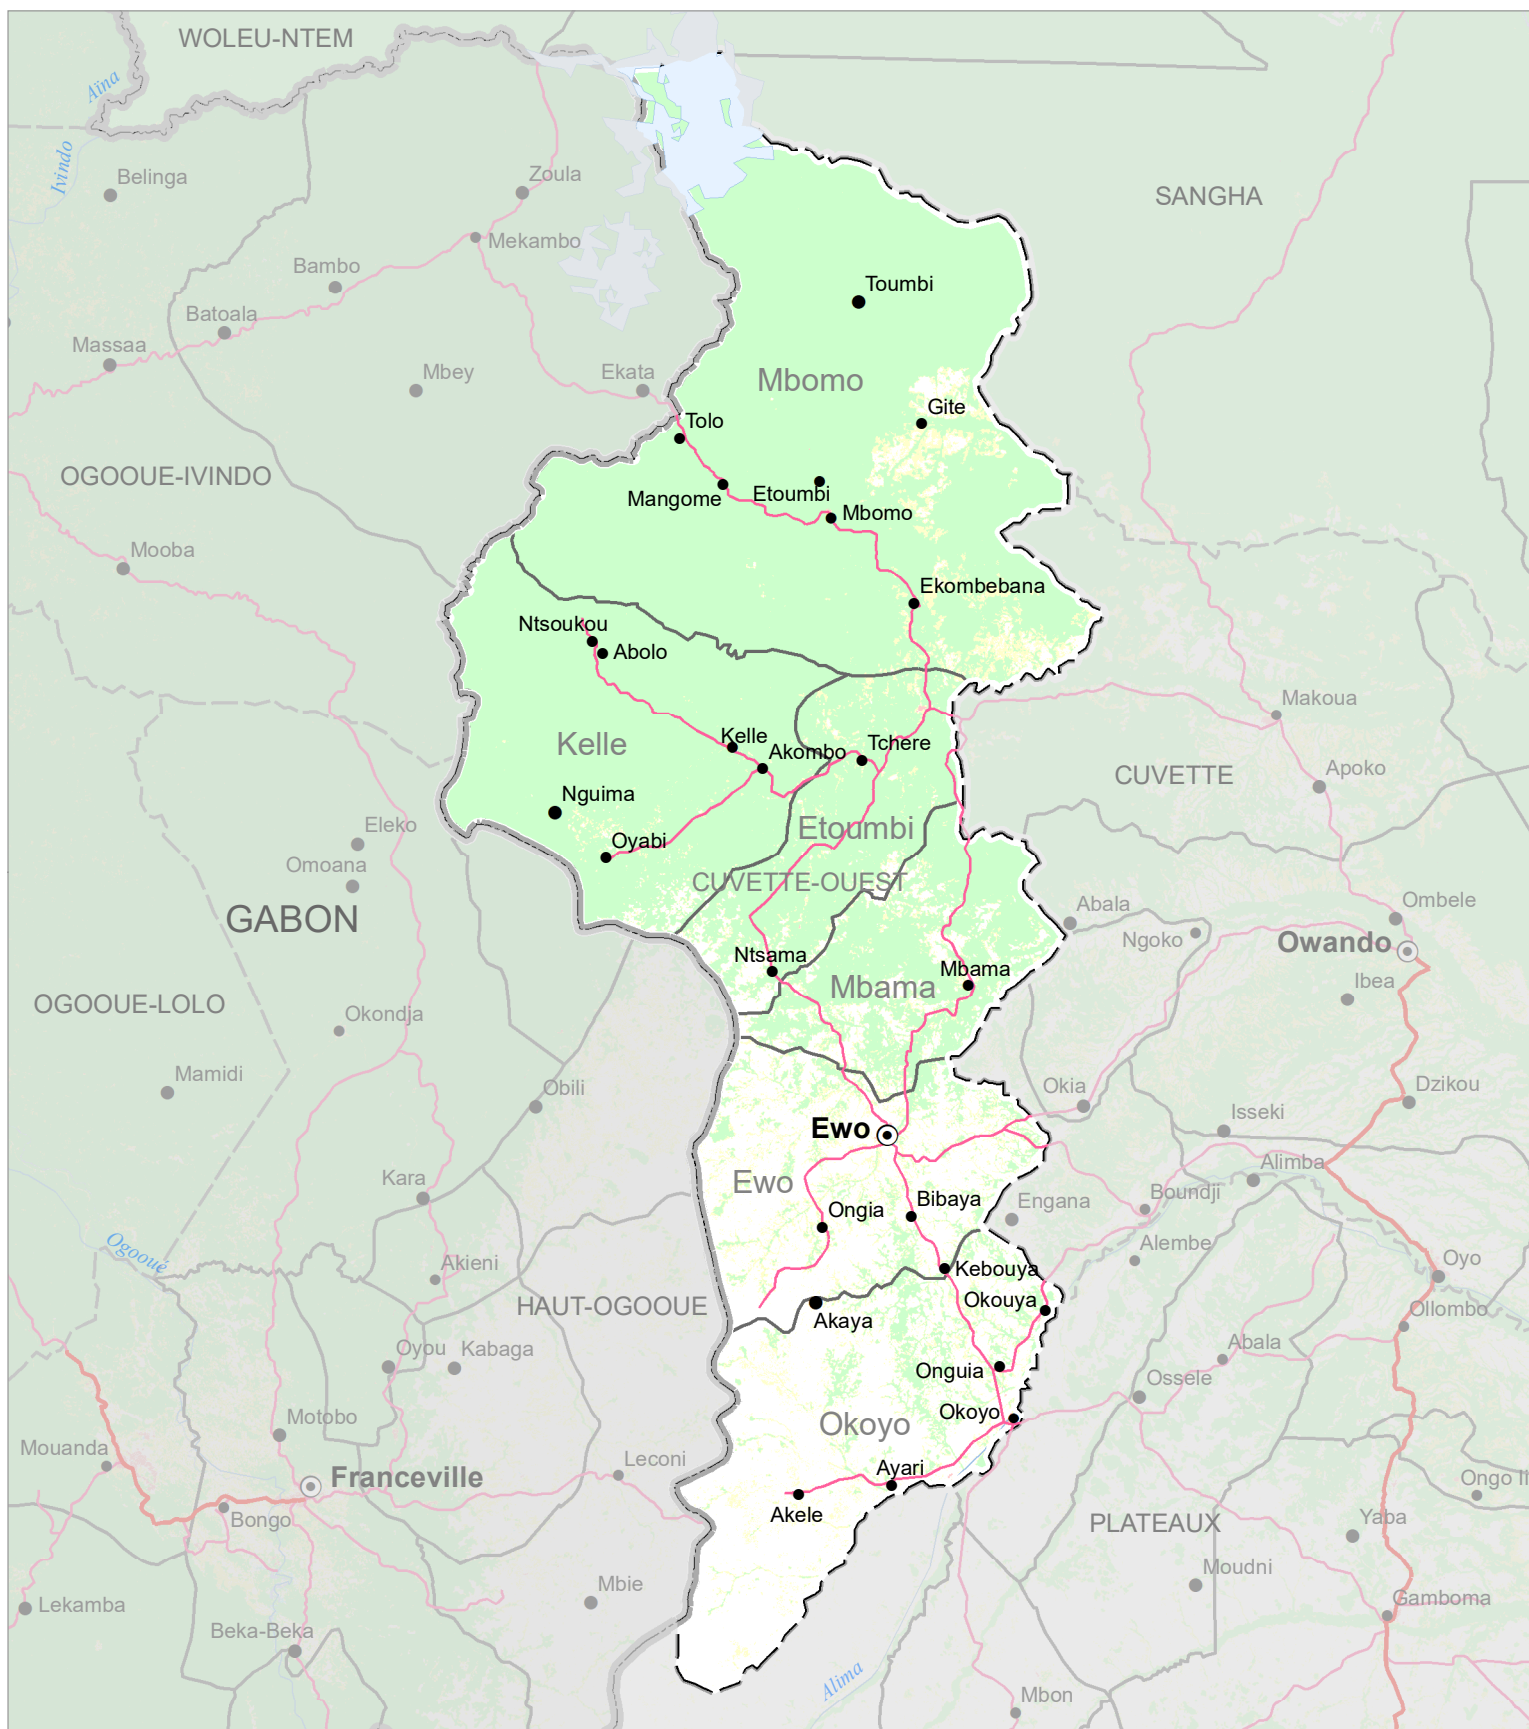 WOLEU-NTEM
Aïna
Ivindo
Belinga
Zoula
SANGHA
Mekambo
Bambo
Toumbi
Batoala
Massaa
Mbey
Ekata
Mbomo
Gite
Tolo
OGOOUE-IVINDO
Mangome
Etoumbi
Mbomo
Mooba
Ekombebana
Ntsoukou
Abolo
Makoua
Kelle
Kelle
Akombo
Tchere
CUVETTE
Apoko
Nguima
Eleko
Oyabi
Etoumbi
Omoana
CUVETTE-OUEST
GABON
Abala
Ombele
Ngoko
Owando
Ntsama
Mbama
Mbama
Ibea
OGOOUE-LOLO
Okondja
Mamidi
Obili
Okia
Dzikou
Isseki
Ewo
Alimba
Kara
Ewo
Boundji
Bibaya
Engana
Ongia
Ogooué
Alembe
Akieni
Kebouya
Oyo
HAUT-OGOOUE
Okouya
Ollombo
Akaya
Abala
Oyou
Kabaga
Onguia
Ossele
Okoyo
Okoyo
Motobo
Mouanda
Leconi
Ayari
Franceville
Ongo II
Akele
Bongo
PLATEAUX
Yaba
Moudni
Mbie
Lekamba
Gamboma
Beka-Beka
Alima
Mbon